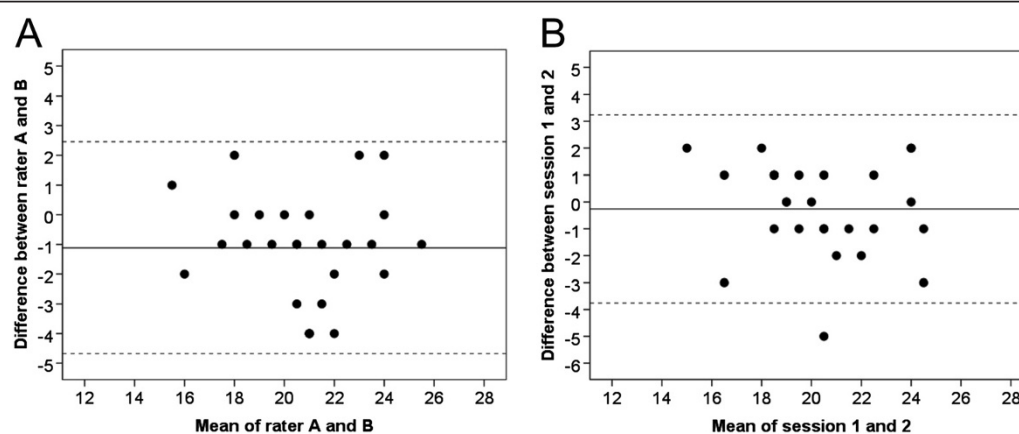 A
Difference between rater A and B
5
4
3
2
1
0
-1
-2
-3
-4
-5
12 14 16 18 20 22 24 26 28
Mean of rater A and B
B
Difference between session 1 and 2
5
4
3
2
1
0
-1
-2
-3
-4
-5
-6
12 14 16 18 20 22 24 26 28
Mean of session 1 and 2